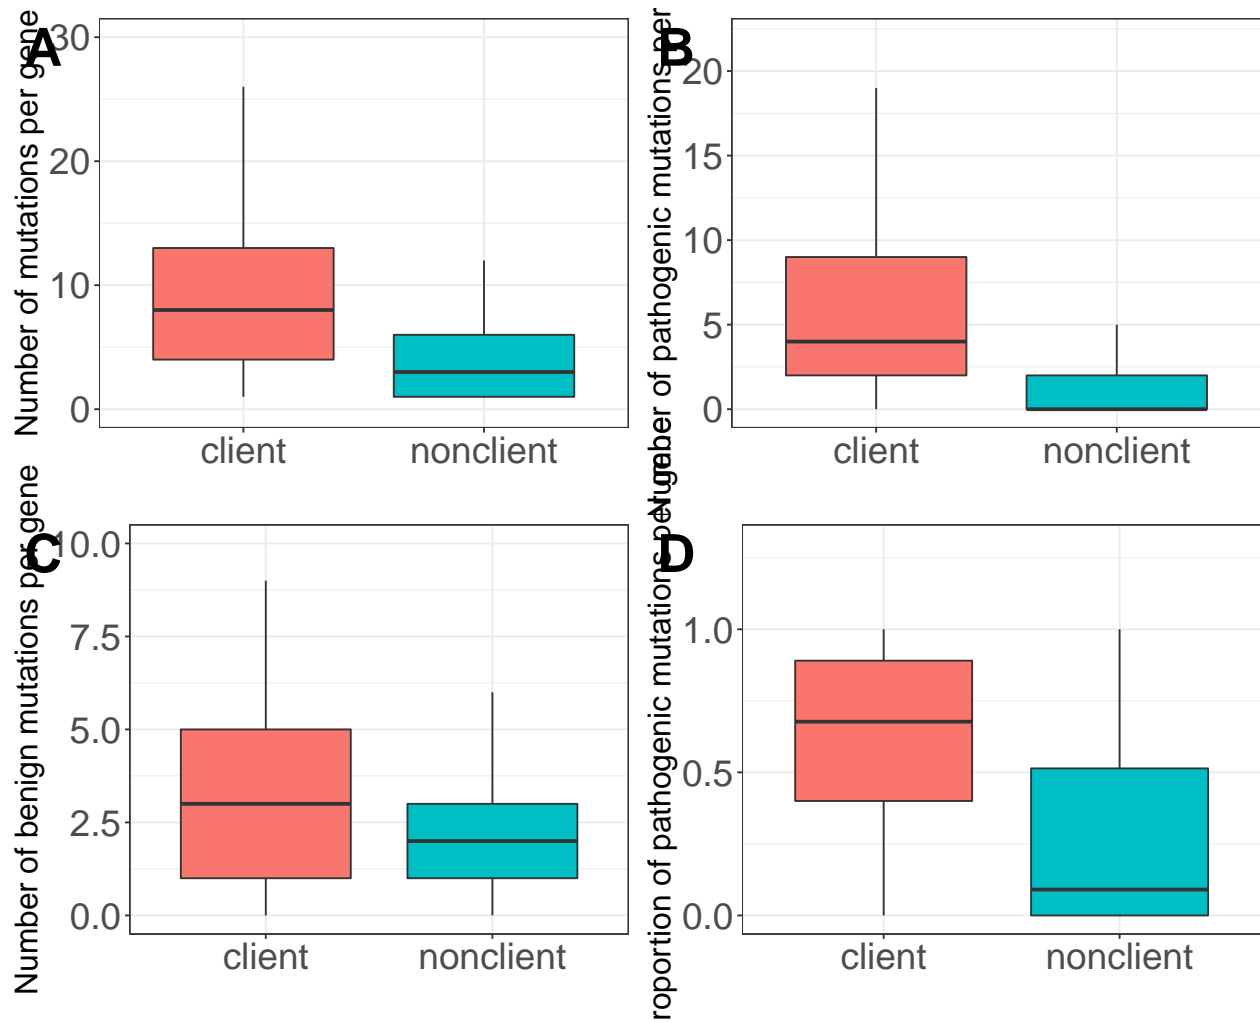 A
Number of mutations per gene
30
20
10
0
client nonclient
B
Number of pathogenic mutations per
20
15
10
5
0
client nonclient
C
Number of benign mutations per gene
10.0
7.5
5.0
2.5
0.0
client nonclient
D
roportion of pathogenic mutations per gene
1.0
0.5
0.0
client nonclient